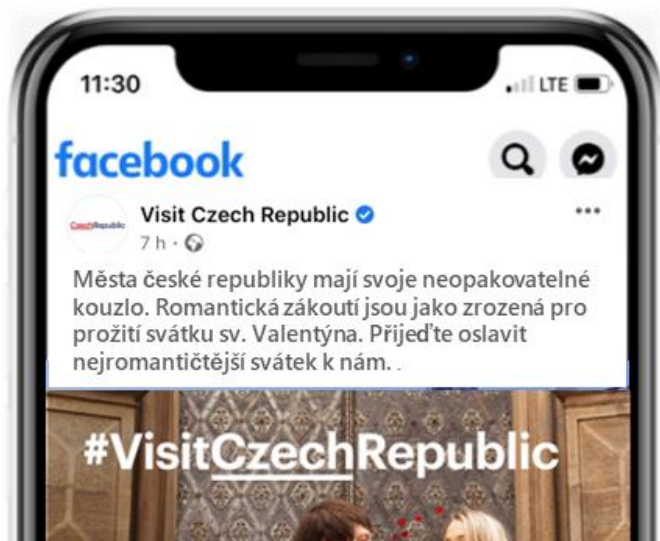 11:30
LTE
facebook
CzechRepublic
Visit Czech Republic
7 h ·
Města české republiky mají svoje neopakovatelné
kouzlo. Romantická zákoutí jsou jako zrozená pro
prožití svátku sv. Valentýna. Přijeďte oslavit
nejromantičtější svátek k nám. .
#VisitCzechRepublic